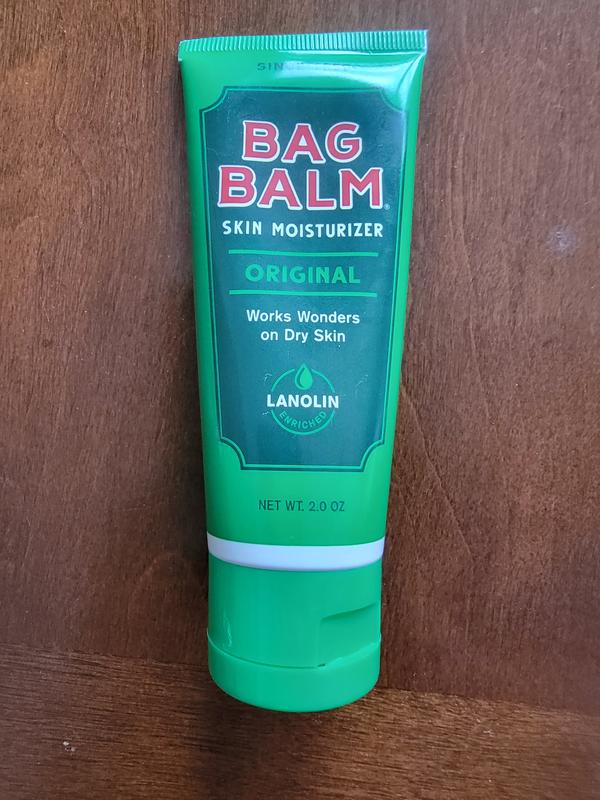 BAG
BALM®
SKIN MOISTURIZER
ORIGINAL
Works Wonders
on Dry Skin
LANOLIN
ENRICHED
NET WT. 2.0 OZ